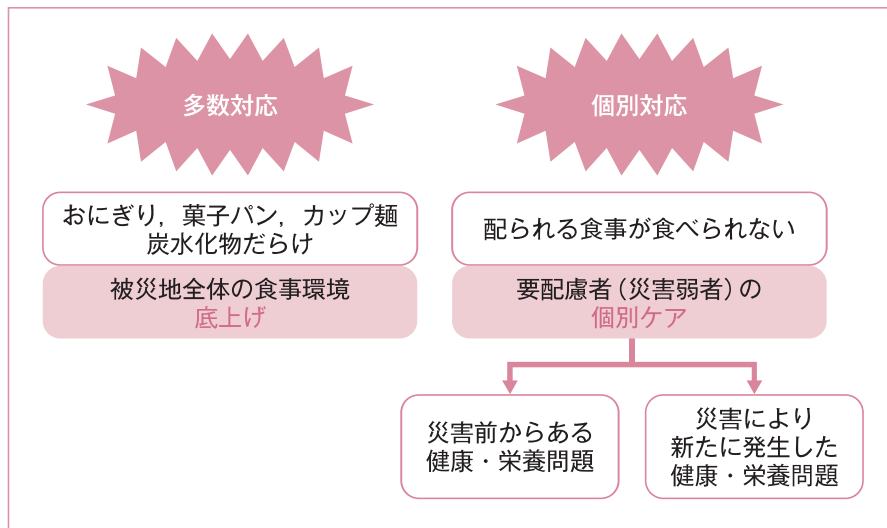 多数対応
おにぎり，菓子パン，カップ麺
炭水化物だらけ
被災地全体の食事環境
底上げ
個別対応
配られる食事が食べられない
要配慮者（災害弱者）の
個別ケア
災害前からある
健康・栄養問題
災害により
新たに発生した
健康・栄養問題